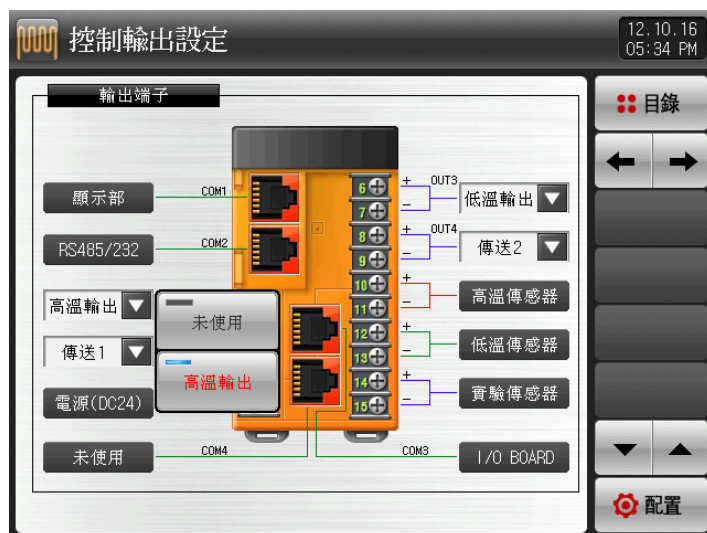 控制輸出設定
12.10.16
05:34 PM
輸出端子
目錄
顯示部
COM1
RS485/232
COM2
高溫輸出
傳送1
電源(DC24)
未使用
COM4
未使用
高溫輸出
6
7
8
9
10
11
12
13
14
15
+
-
OUT3
低溫輸出
+
-
OUT4
傳送2
+
-
高溫傳感器
+
-
低溫傳感器
+
-
實驗傳感器
COM3
I/O BOARD
配置